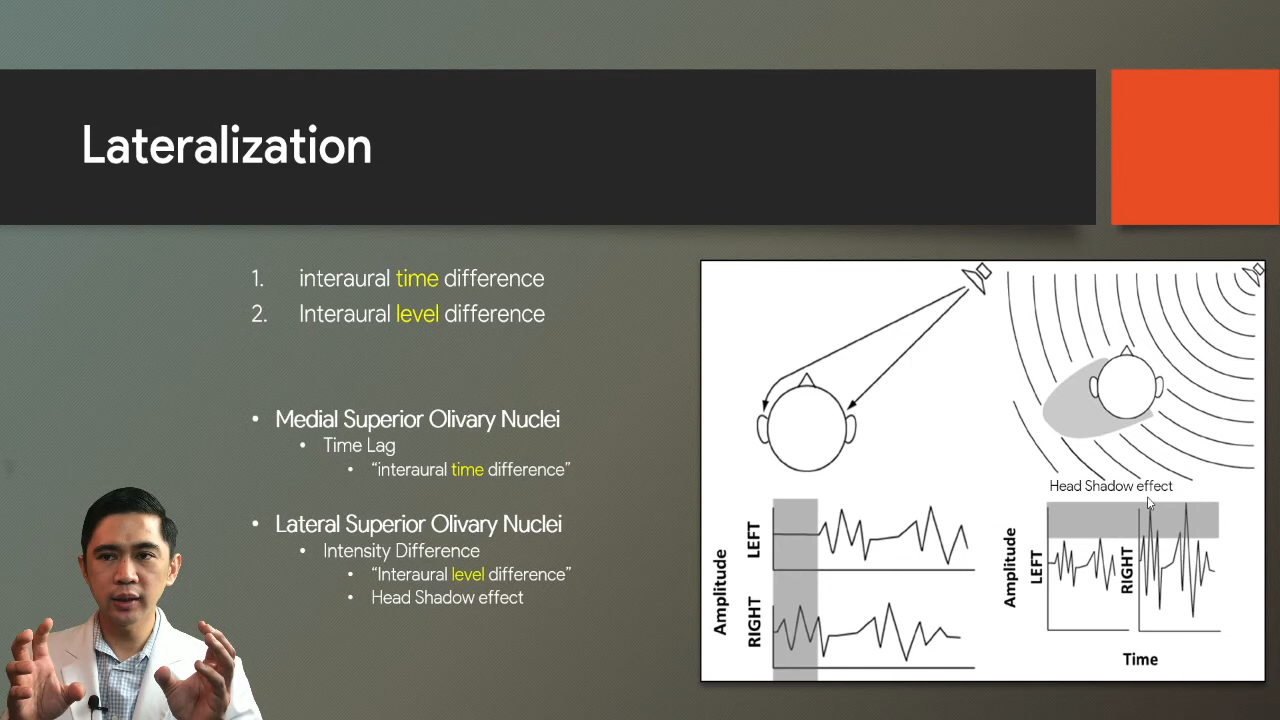 Lateralization
1. interaural time difference
2. Interaural level difference
• Medial Superior Olivary Nuclei
• Time Lag
• “interaural time difference”
• Lateral Superior Olivary Nuclei
• Intensity Difference
• “Interaural level difference”
• Head Shadow effect
Head Shadow effect
Amplitude
LEFT
RIGHT
Amplitude
LEFT
RIGHT
Time